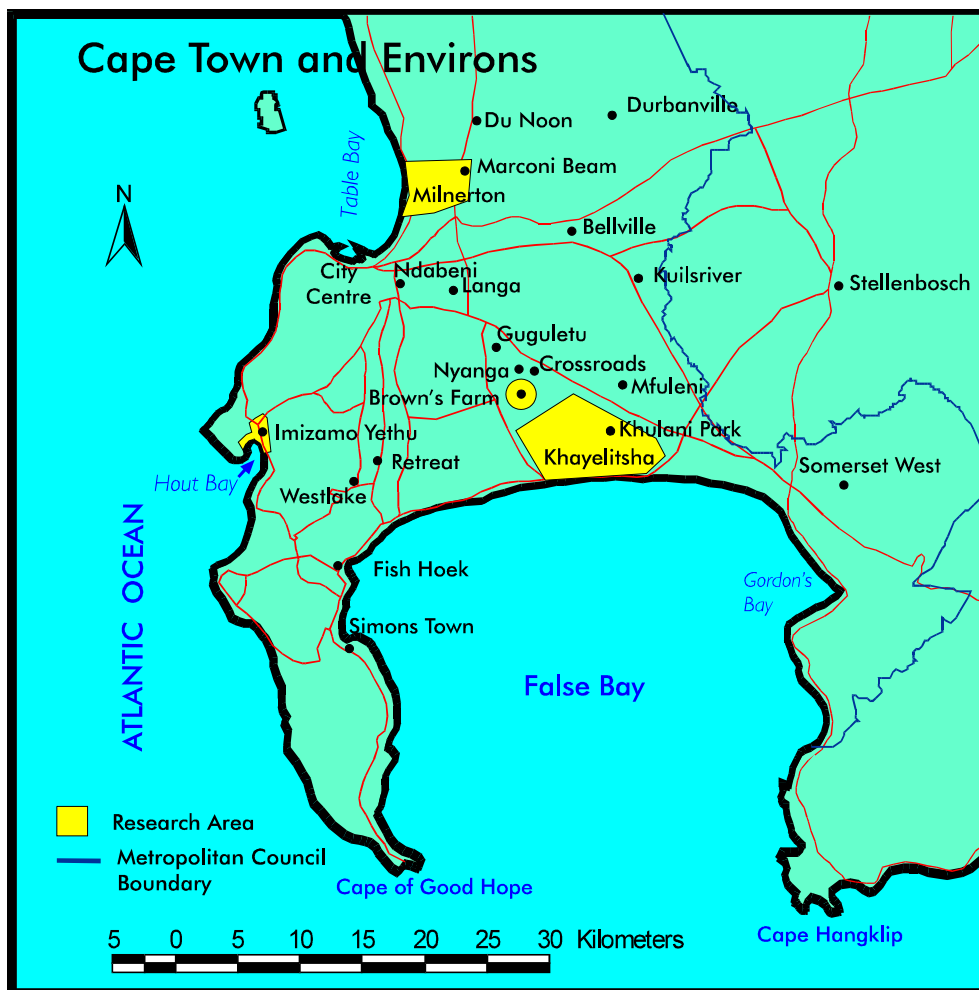 Cape Town and Environs
Durbanville
Du Noon
Table Bay
Marconi Beam
Milnerton
N
Bellville
City
Centre
Ndabeni
Langa
Kuilsriver
Stellenbosch
Guguletu
Nyanga
Crossroads
Mfuleni
Brown's Farm
Imizamo Yethu
Khulani Park
Khayelitsha
Retreat
Somerset West
Hout Bay
Westlake
ATLANTIC OCEAN
Fish Hoek
Gordon's
Bay
Simons Town
False Bay
Research Area
Metropolitan Council
Boundary
Cape of Good Hope
Cape Hangklip
5 0 7 5 10 15 20 25 30 Kilometers